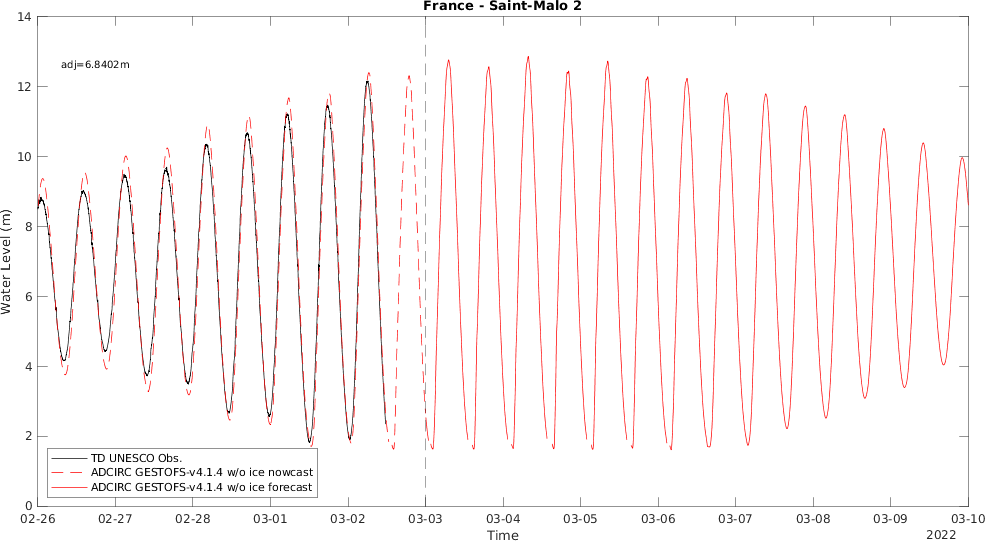 France - Saint-Malo 2
adj=6.8402m
Water Level (m)
14
12
10
8
6
4
2
0
TD UNESCO Obs.
ADCIRC GESTOFS-v4.1.4 w/o ice nowcast
ADCIRC GESTOFS-v4.1.4 w/o ice forecast
02-26 02-27 02-28 03-01 03-02 03-03 03-04 03-05 03-06 03-07 03-08 03-09 03-10
Time
2022